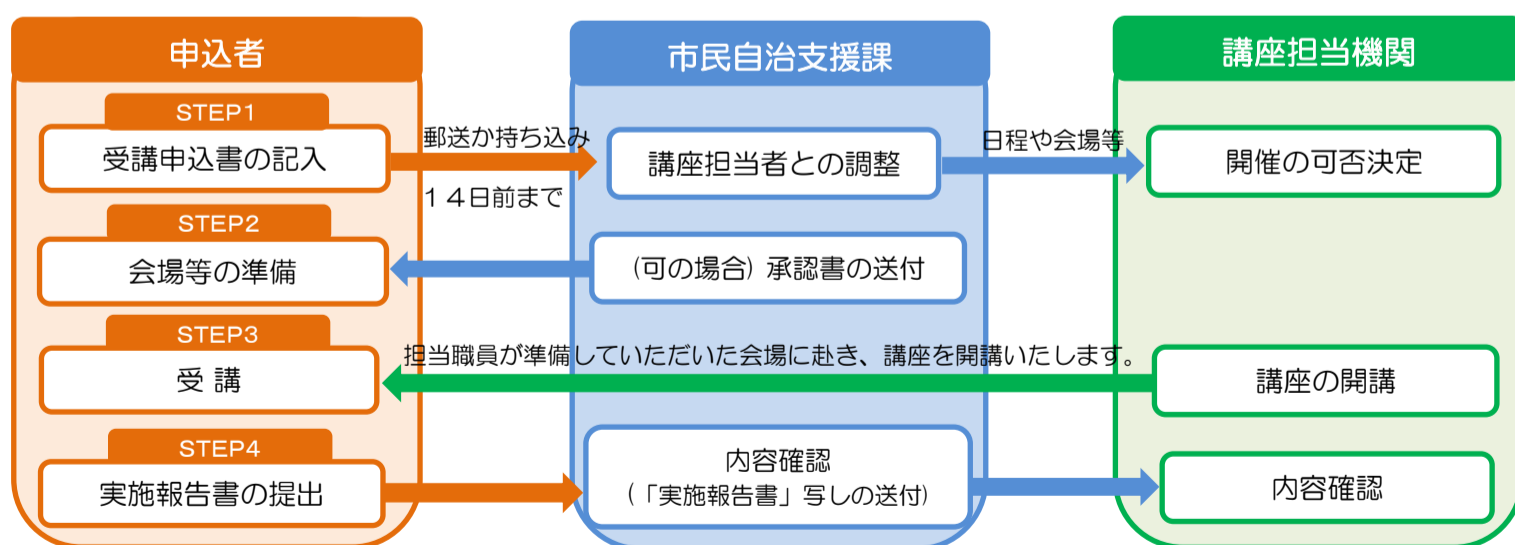 申込者
市民自治支援課
講座担当機関
STEP1
受講申込書の記入
郵送か持ち込み
14日前まで
講座担当者との調整
日程や会場等
開催の可否決定
STEP2
会場等の準備
(可の場合) 承認書の送付
STEP3
受 講
担当職員が準備していただいた会場に赴き、講座を開講いたします。
講座の開講
STEP4
実施報告書の提出
内容確認
(「実施報告書」写しの送付)
内容確認